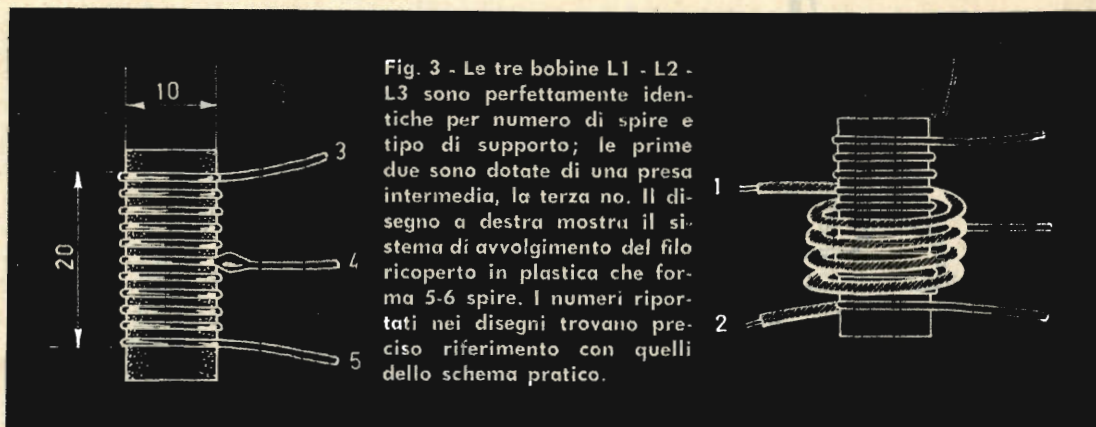 10
20
3
4
5
Fig. 3 - Le tre bobine L1 - L2 -
L3 sono perfettamente iden-
tiche per numero di spire e
tipo di supporto; le prime
due sono dotate di una presa
intermedia, la terza no. Il di-
segno a destra mostra il si-
stema di avvolgimento del filo
ricoperto in plastica che for-
ma 5-6 spire. I numeri ripor-
tati nei disegni trovano pre-
ciso riferimento con quelli
dello schema pratico.
1
2